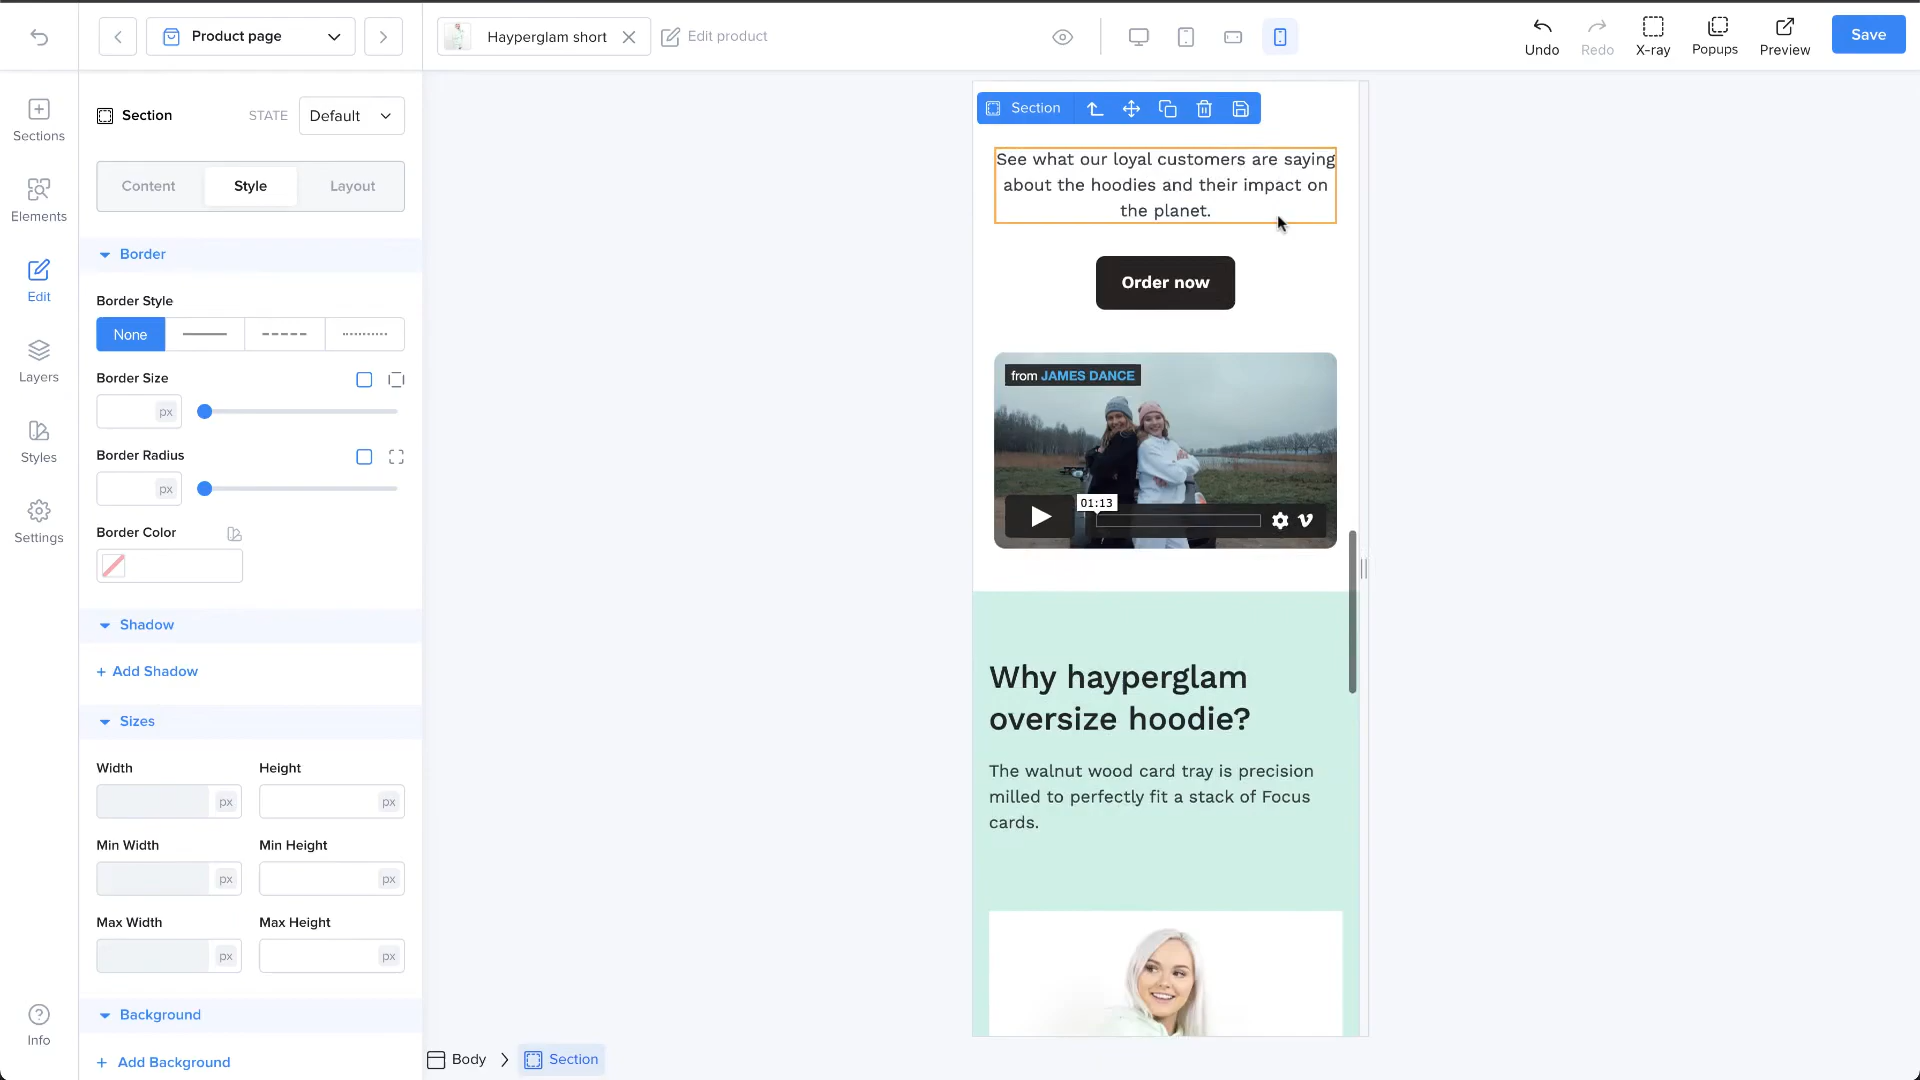 Product page
Hayperglam short
Edit product
Undo
Redo
X-ray
Popups
Preview
Save
Sections
Elements
Edit
Layers
Styles
Settings
Info
Section
STATE
Default
Content
Style
Layout
Border
Border Style
None
Border Size
px
Border Radius
px
Border Color
Shadow
+ Add Shadow
Sizes
Width
Height
px
px
Min Width
Min Height
px
px
Max Width
Max Height
px
px
Background
+ Add Background
Section
See what our loyal customers are saying
about the hoodies and their impact on
the planet.
Order now
from JAMES DANCE
01:13
Why hayperglam
oversize hoodie?
The walnut wood card tray is precision
milled to perfectly fit a stack of Focus
cards.
Body
Section